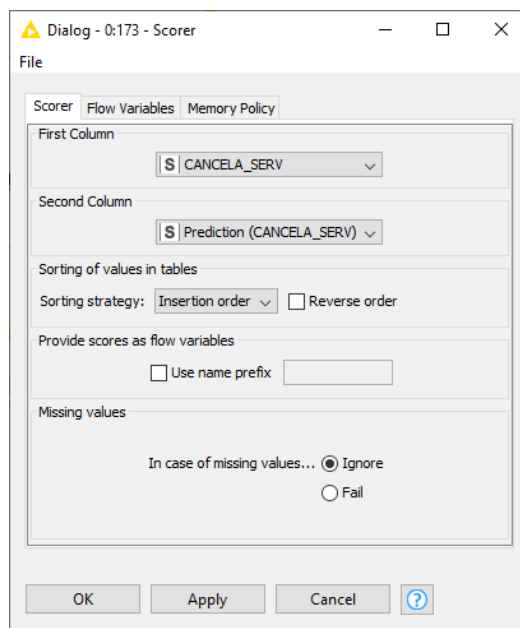 Dialog - 0:173 - Scorer
File
Scorer Flow Variables Memory Policy
First Column
S CANCELA_SERV
Second Column
S Prediction (CANCELA_SERV)
Sorting of values in tables
Sorting strategy: Insertion order Reverse order
Provide scores as flow variables
Use name prefix
Missing values
In case of missing values... Ignore
Fail
OK Apply Cancel ?